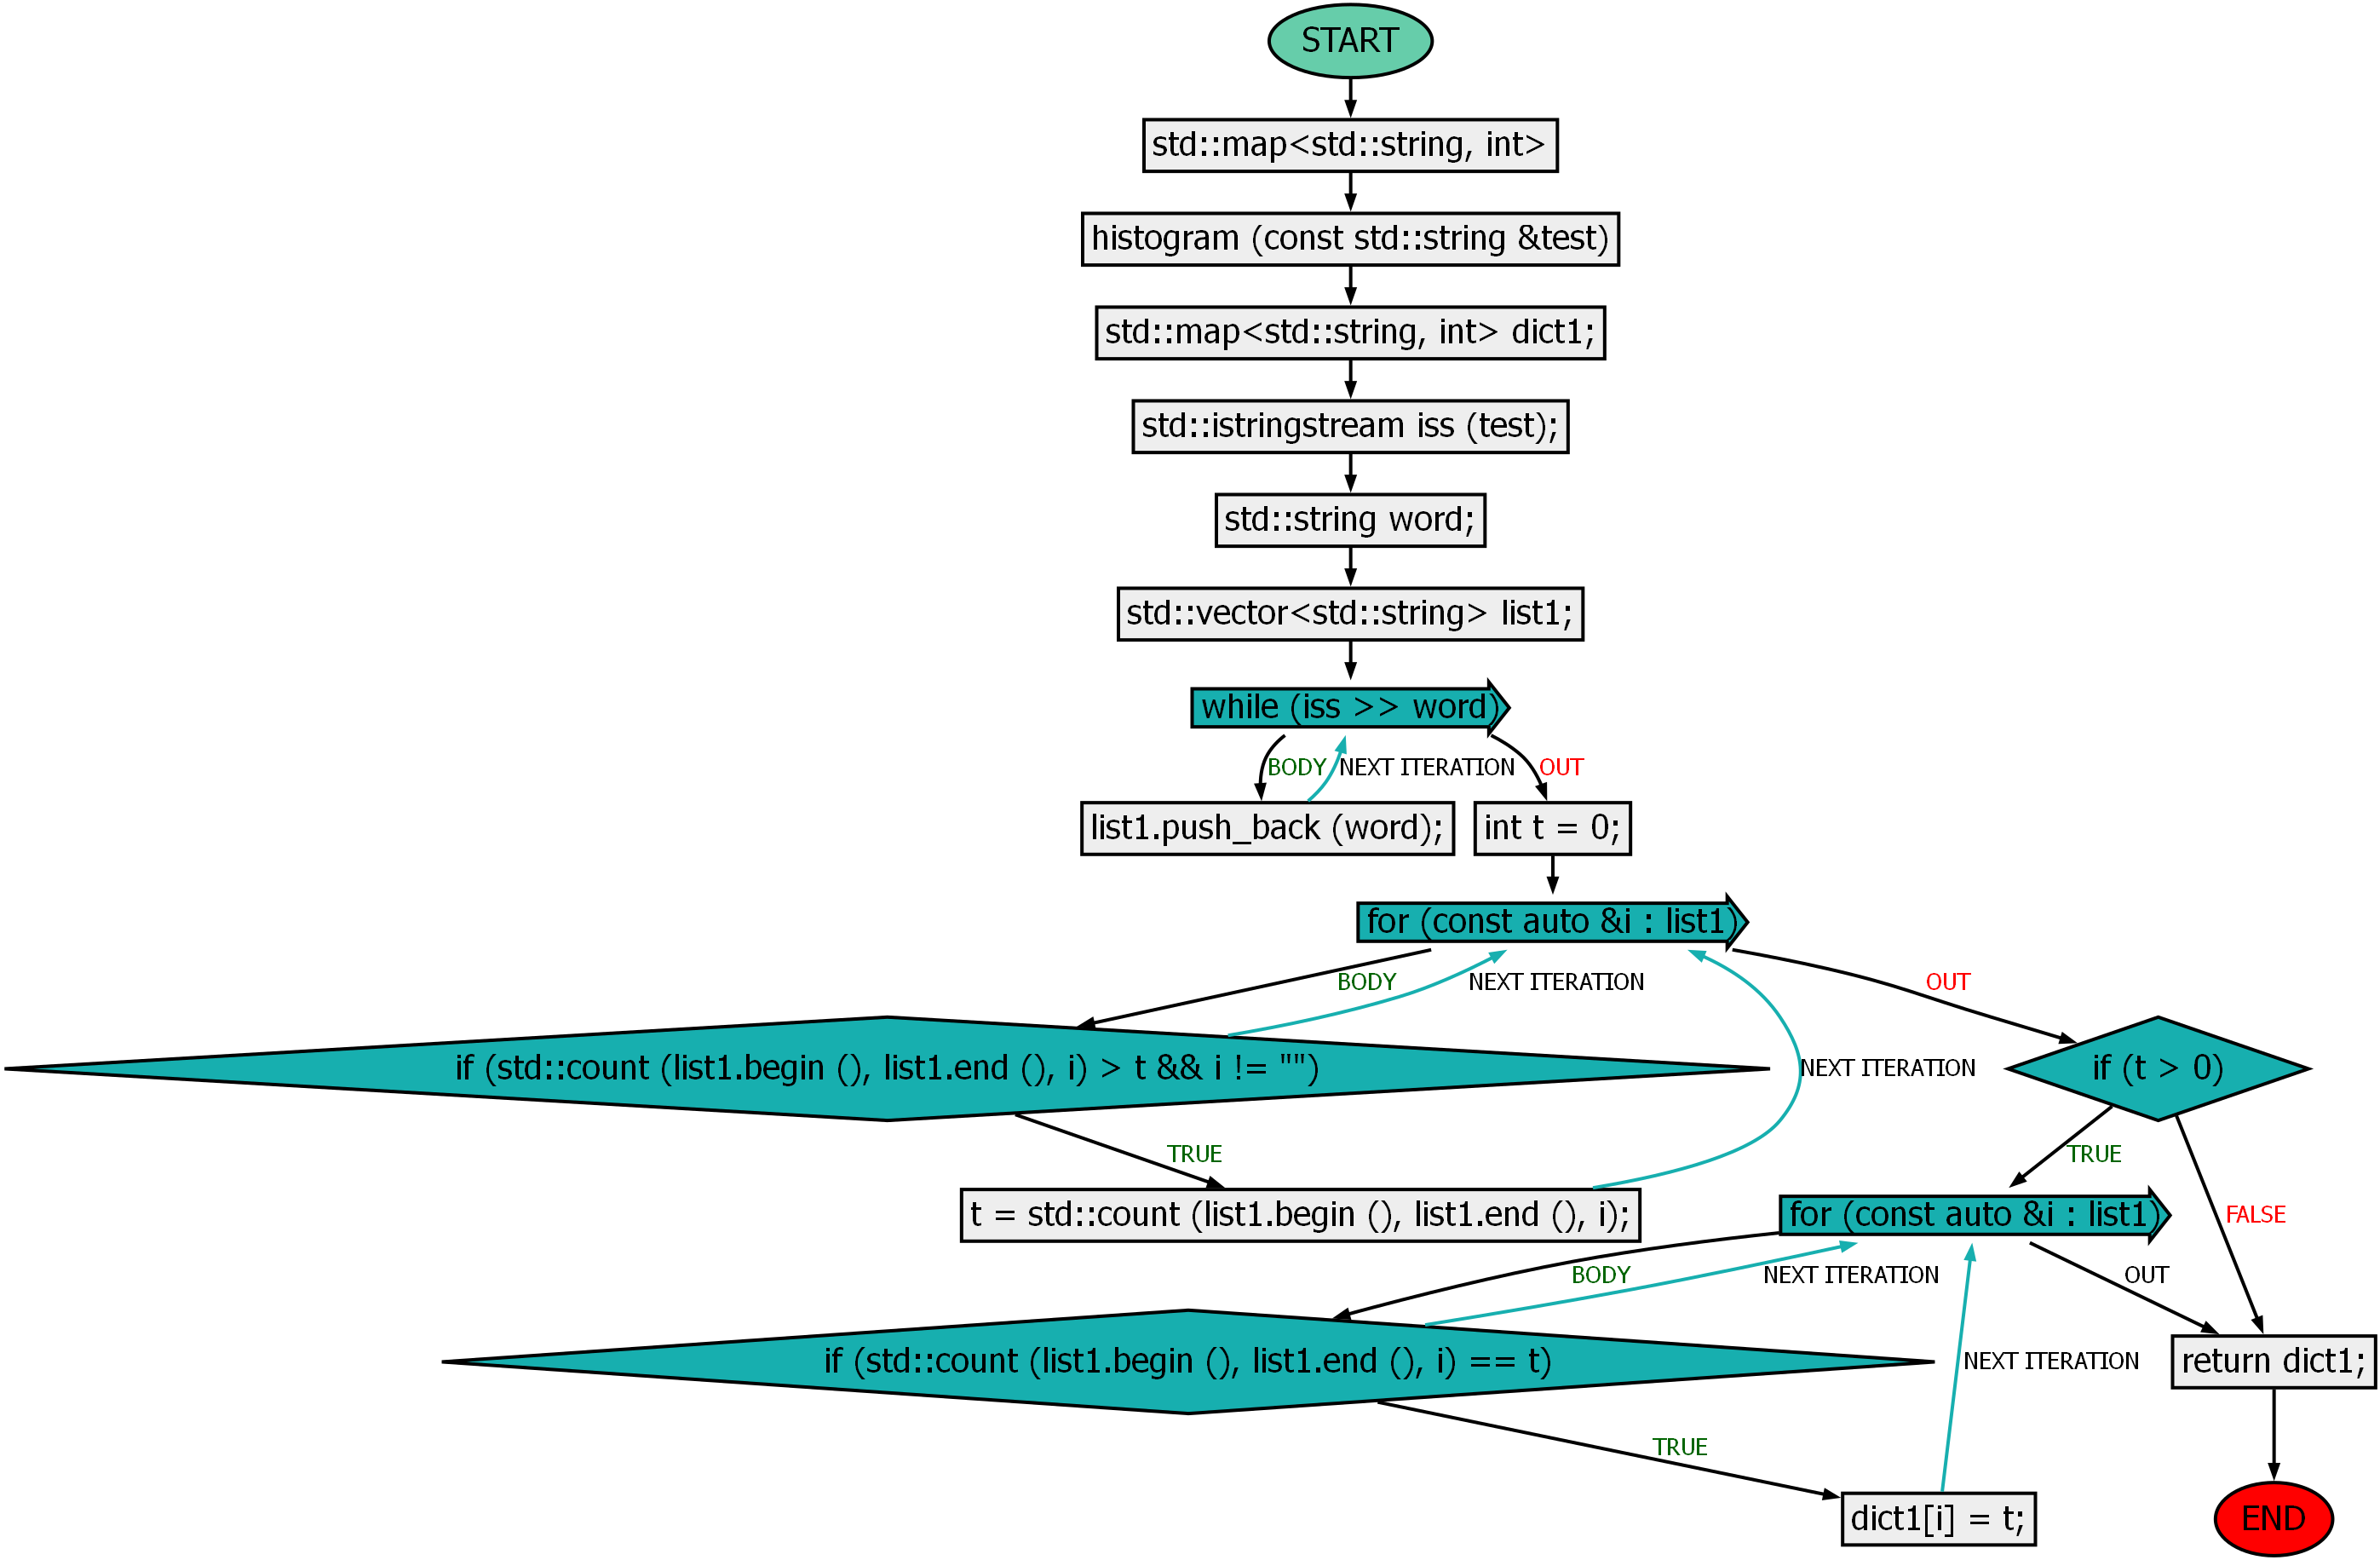 START
std::map<std::string, int>
histogram (const std::string &test)
std::map<std::string, int> dict1;
std::istringstream iss (test);
std::string word;
std::vector<std::string> list1;
while (iss >> word)
BODY
NEXT ITERATION
OUT
list1.push_back (word);
int t = 0;
for (const auto &i : list1)
BODY
NEXT ITERATION
OUT
if (std::count (list1.begin (), list1.end (), i) > t && i != "")
NEXT ITERATION
if (t > 0)
TRUE
TRUE
t = std::count (list1.begin (), list1.end (), i);
for (const auto &i : list1)
FALSE
BODY
NEXT ITERATION
OUT
if (std::count (list1.begin (), list1.end (), i) == t)
NEXT ITERATION
return dict1;
TRUE
dict1[i] = t;
END